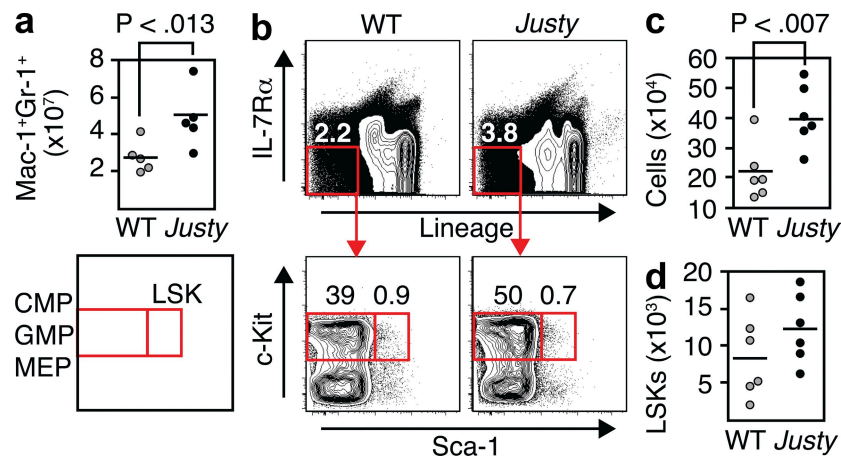 a
P < .013
Mac-1⁺Gr-1⁺
(x10⁷)
8
6
4
2
WT Justy
CMP
GMP
MEP
LSK
b
WT
Justy
IL-7Rα
2.2
3.8
Lineage
39 0.9
50 0.7
c-Kit
Sca-1
c
P < .007
Cells (x10⁴)
60
50
40
30
20
10
WT Justy
d
LSKs (x10³)
20
15
10
5
WT Justy